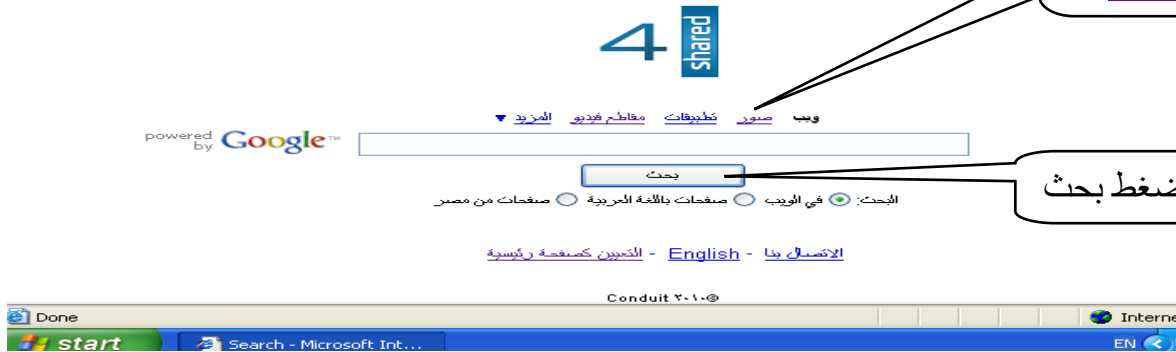 4 shared
ويب صور تطبيقات مقاطع فيديو المزيد ▼
powered by Google™
بحث
ضغط بحث
البحث: في الويب صفحات باللغة العربية صفحات من مصر
الاتصال بنا - English - التعيين كصفحة رئيسية
Conduit ٢٠١٠©
Done
Interne
start
Search - Microsoft Int...
EN